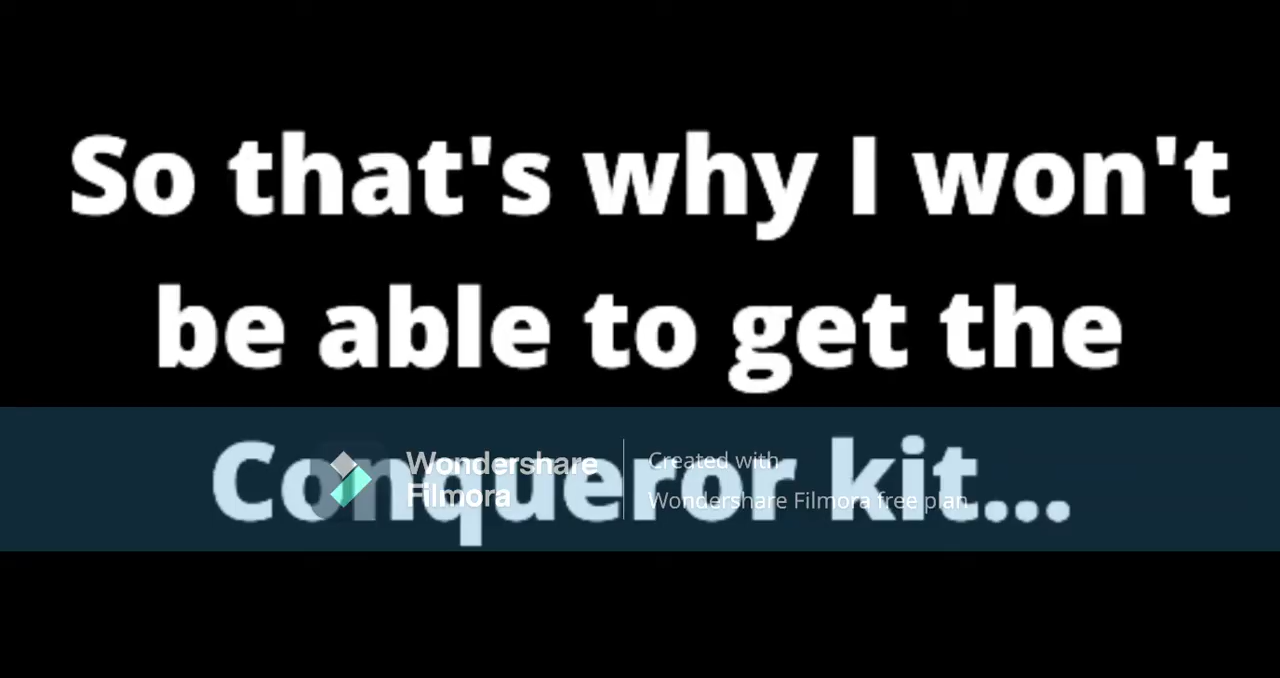 So that's why I won't
be able to get the
Conqueror kit...
Wondershare
Filmora
Created with
Wondershare Filmora free plan